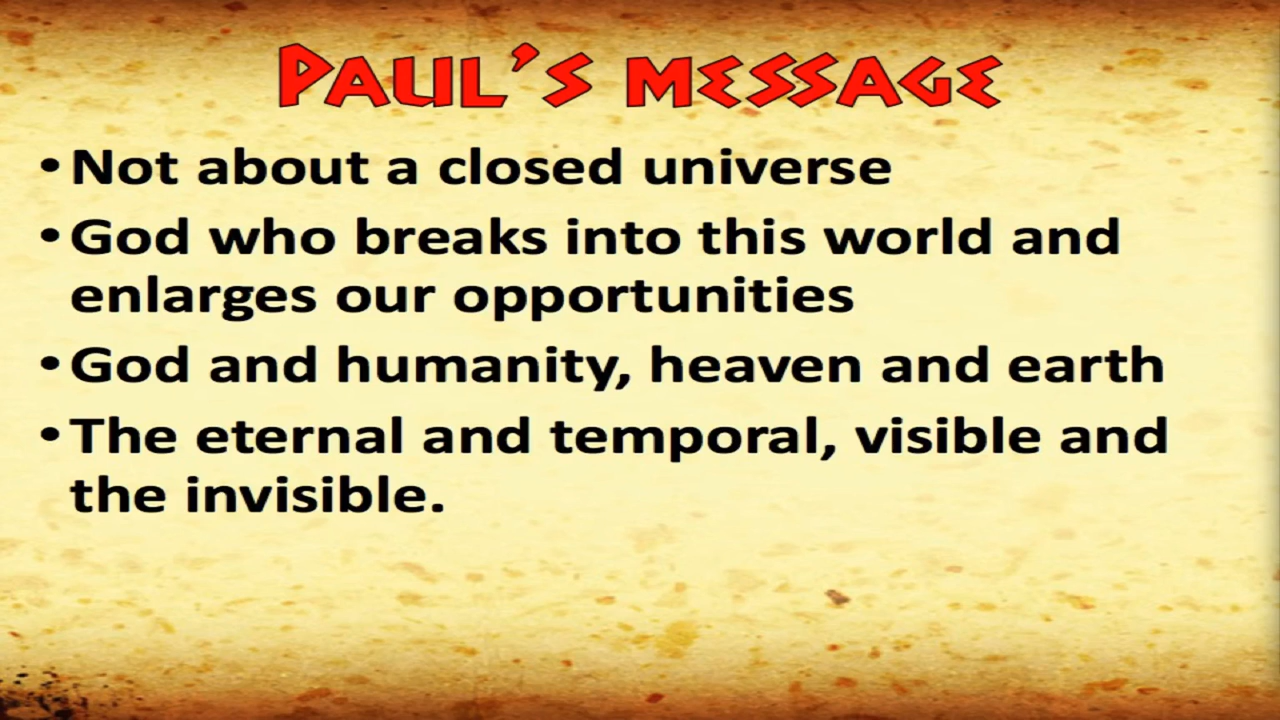 PAUL'S MESSAGE
• Not about a closed universe
• God who breaks into this world and
enlarges our opportunities
• God and humanity, heaven and earth
• The eternal and temporal, visible and
the invisible.